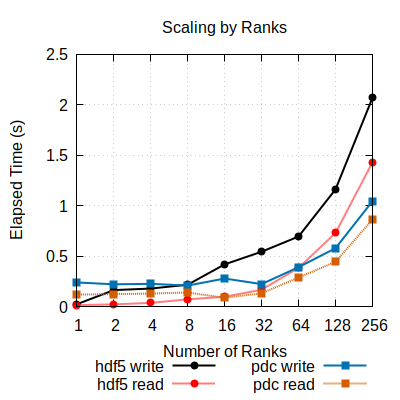 Scaling by Ranks
2.5
2
1.5
1
0.5
0
Elapsed Time (s)
1 2 4 8 16 32 64 128 256
Number of Ranks
hdf5 write pdc write
hdf5 read pdc read